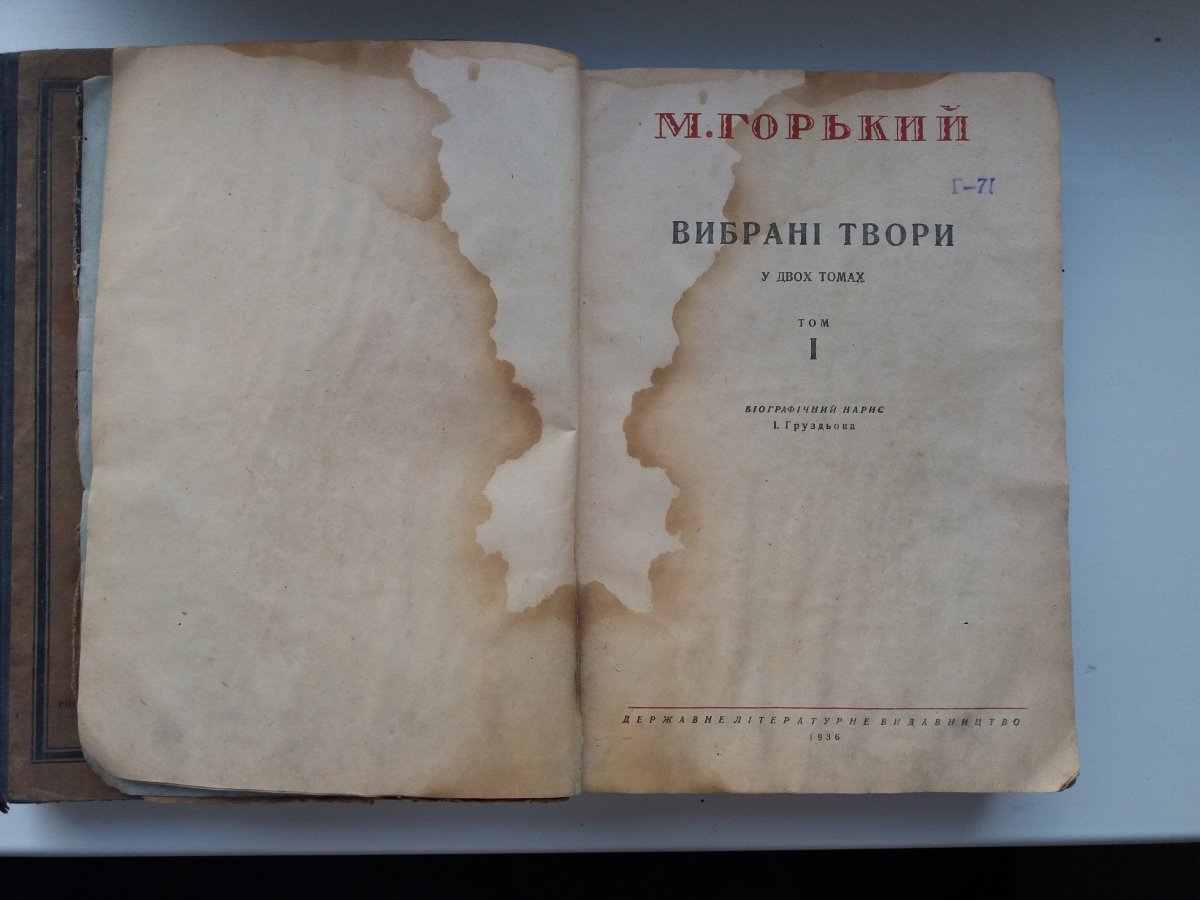 М.ГОРЬКИЙ
Г-71
ВИБРАНІ ТВОРИ
У ДВОХ ТОМАХ
ТОМ
І
БІОГРАФІЧНИЙ НАРИС
І. Груздьова
ДЕРЖАВНЕ ЛІТЕРАТУРНЕ ВИДАВНИЦТВО
1936